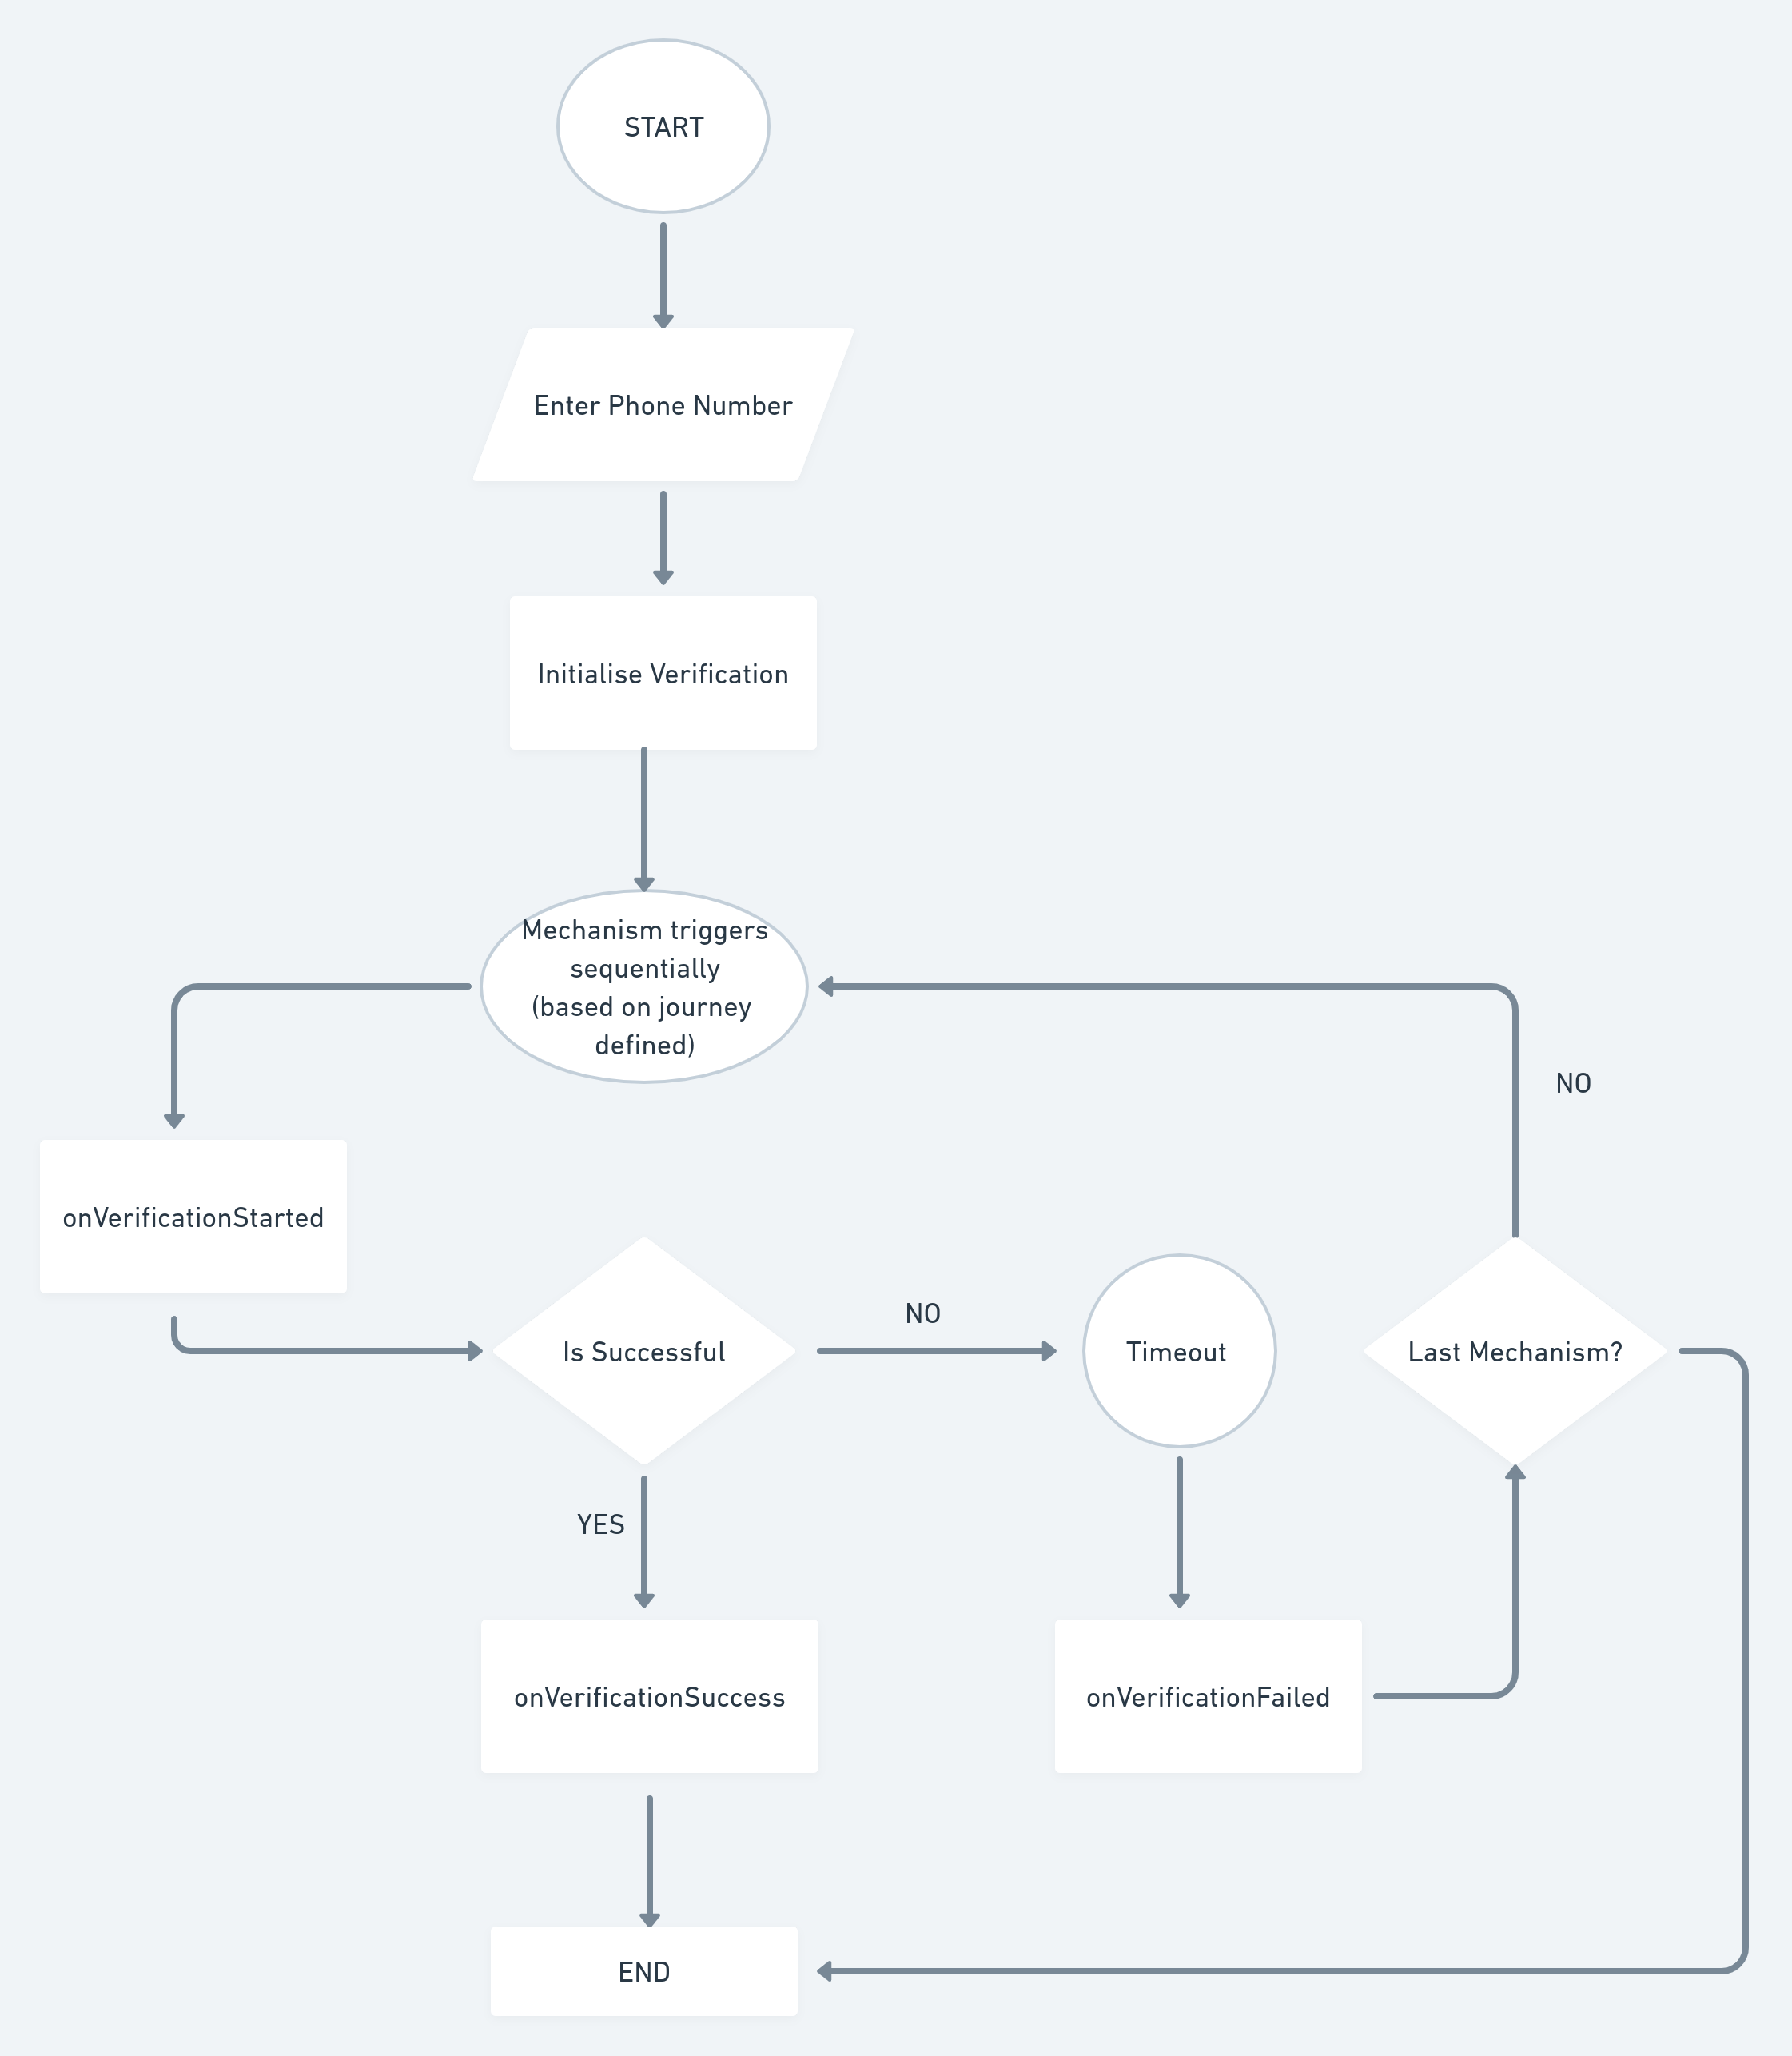 START
Enter Phone Number
Initialise Verification
Mechanism triggers
sequentially
(based on journey
defined)
NO
onVerificationStarted
Is Successful
NO
Timeout
Last Mechanism?
YES
onVerificationSuccess
onVerificationFailed
END